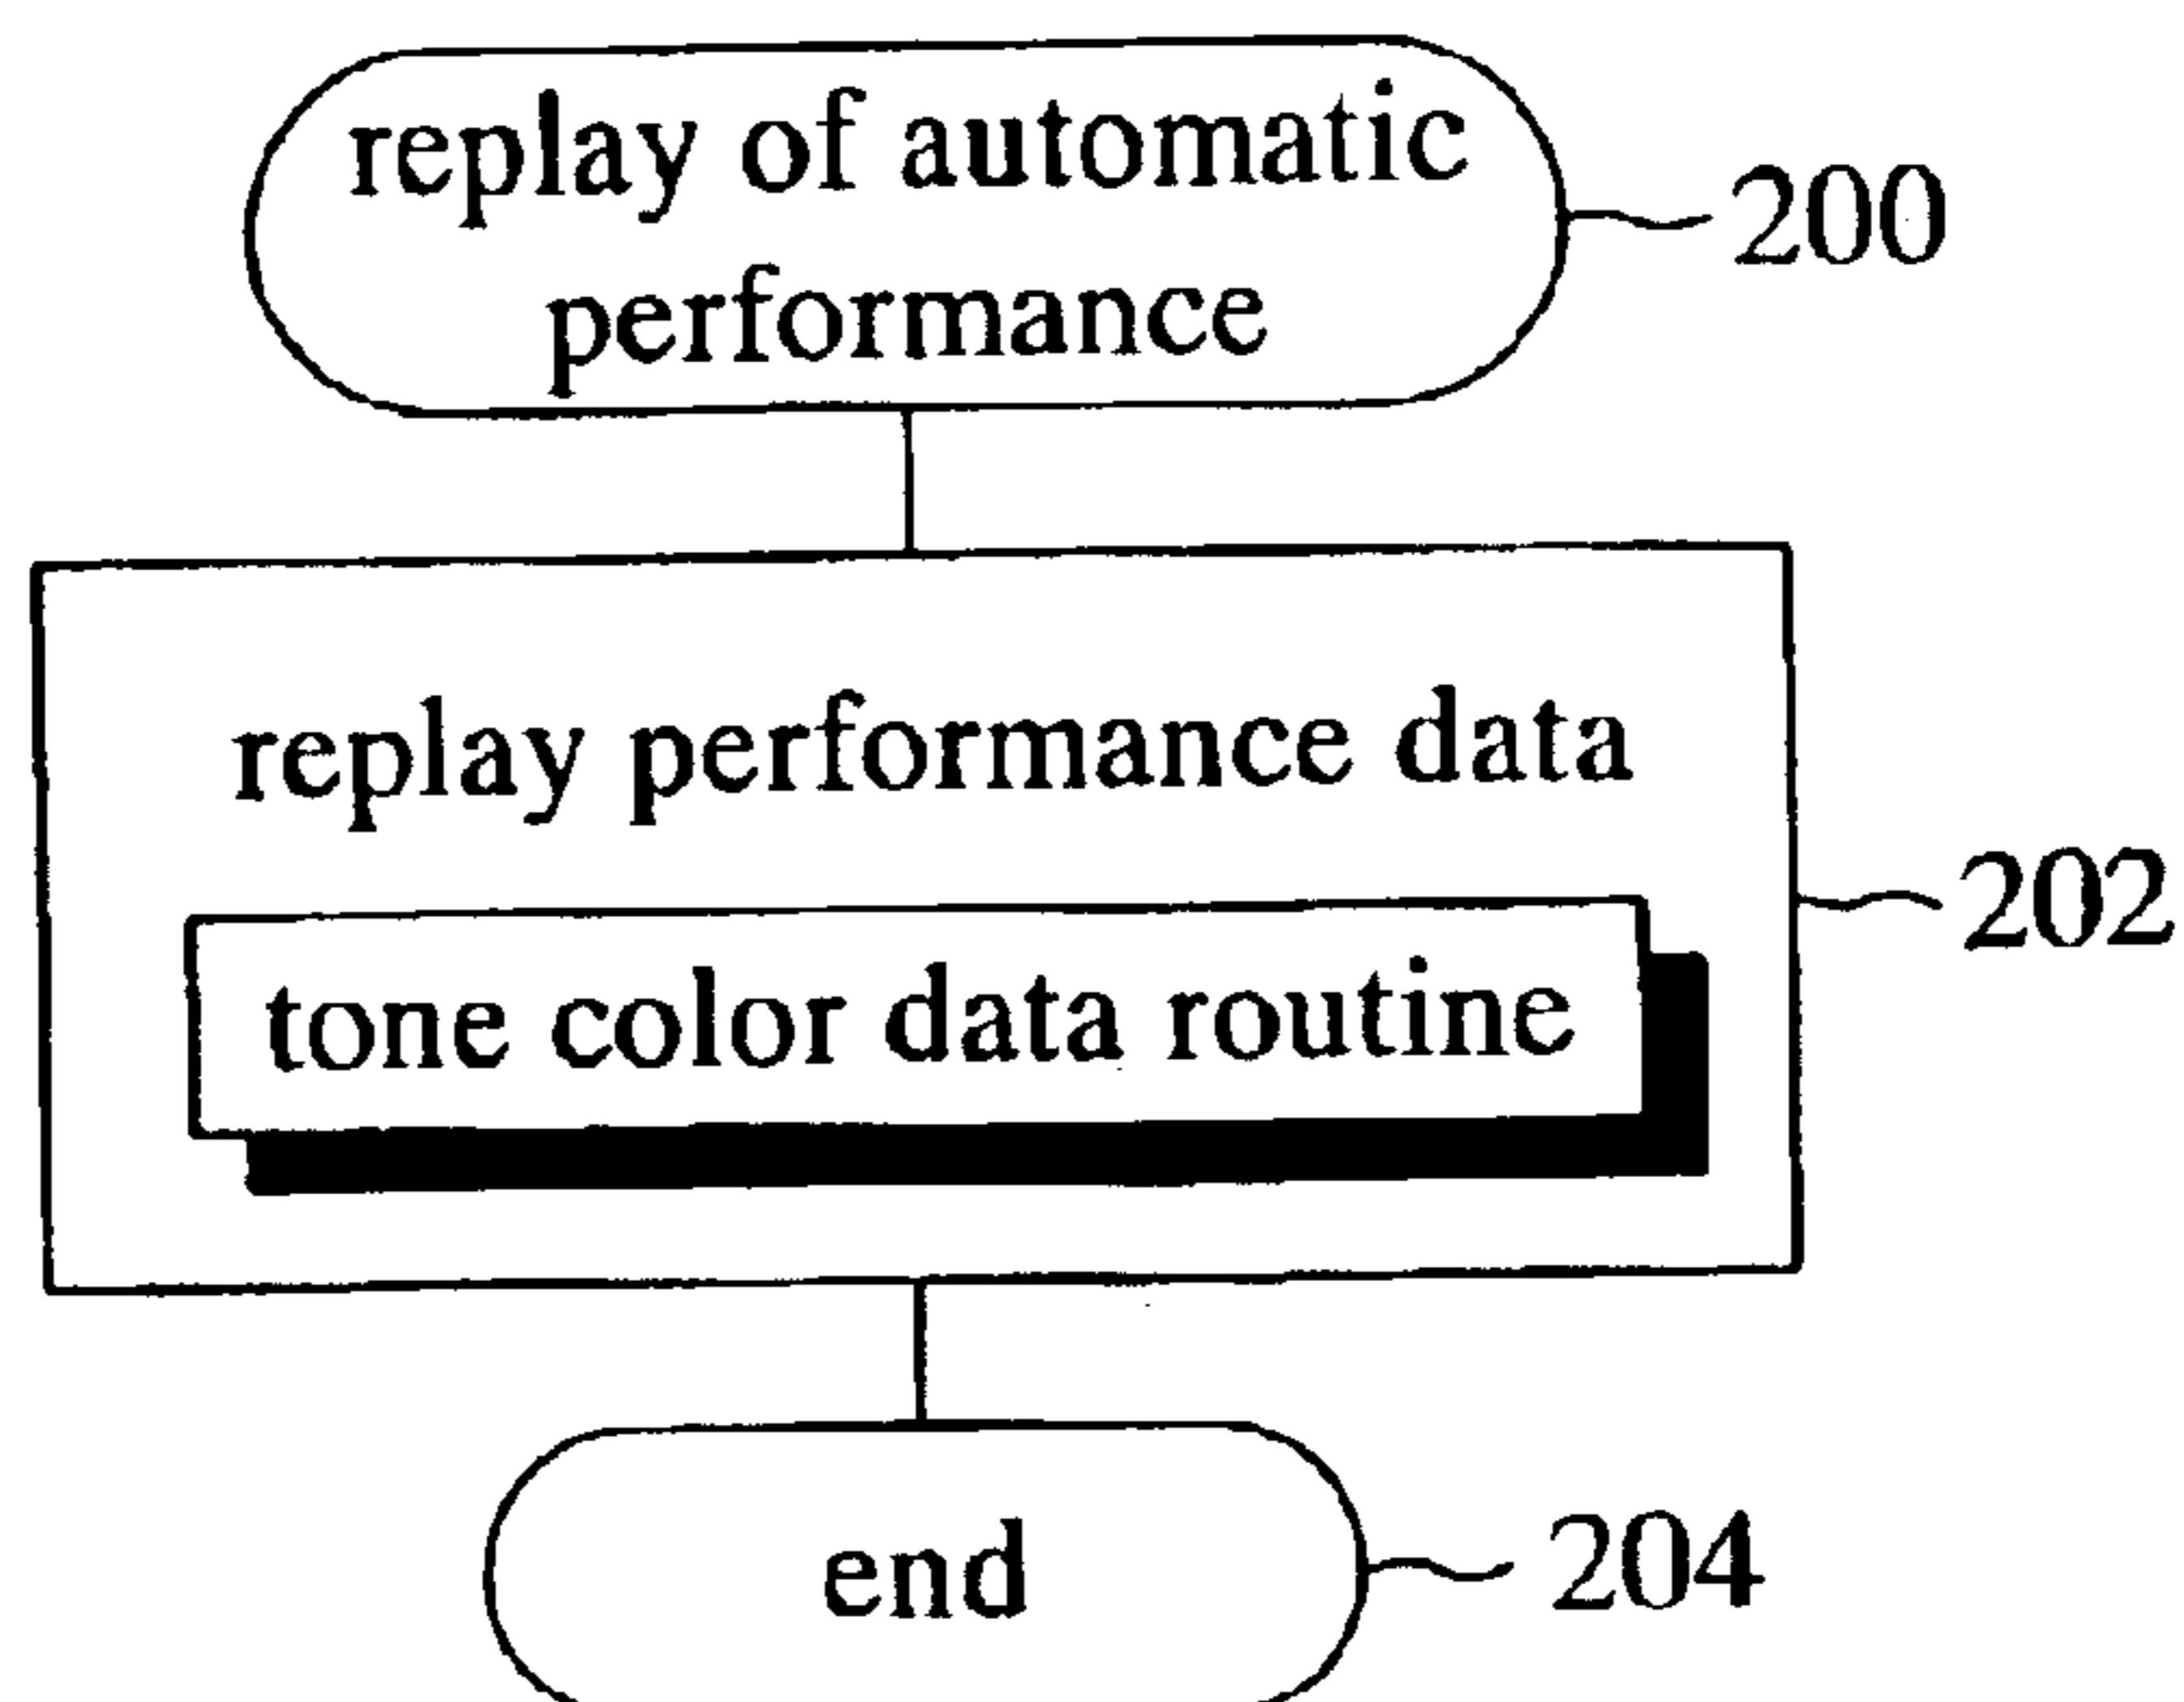 replay of automatic
performance
200
replay performance data
tone color data routine
202
end
204